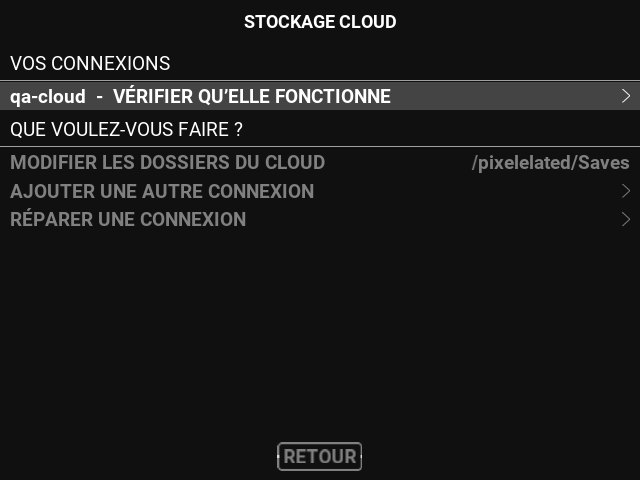 STOCKAGE CLOUD
VOS CONNEXIONS
qa-cloud - VÉRIFIER QU’ELLE FONCTIONNE
QUE VOULEZ-VOUS FAIRE ?
MODIFIER LES DOSSIERS DU CLOUD /pixelelated/Saves
AJOUTER UNE AUTRE CONNEXION
RÉPARER UNE CONNEXION
RETOUR